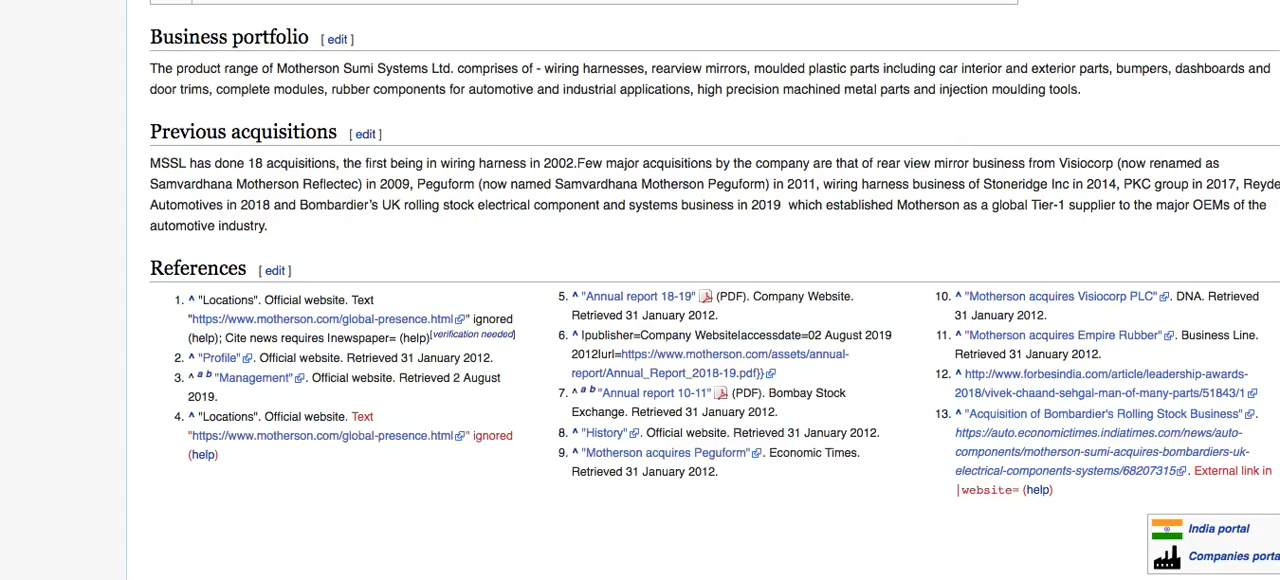 Business portfolio [ edit ]
The product range of Motherson Sumi Systems Ltd. comprises of - wiring harnesses, rearview mirrors, moulded plastic parts including car interior and exterior parts, bumpers, dashboards and
door trims, complete modules, rubber components for automotive and industrial applications, high precision machined metal parts and injection moulding tools.
Previous acquisitions [ edit ]
MSSL has done 18 acquisitions, the first being in wiring harness in 2002.Few major acquisitions by the company are that of rear view mirror business from Visiocorp (now renamed as
Samvardhana Motherson Reflectec) in 2009, Peguform (now named Samvardhana Motherson Peguform) in 2011, wiring harness business of Stoneridge Inc in 2014, PKC group in 2017, Reyde
Automotives in 2018 and Bombardier's UK rolling stock electrical component and systems business in 2019 which established Motherson as a global Tier-1 supplier to the major OEMs of the
automotive industry.
References [ edit ]
1. ^ "Locations". Official website. Text
"https://www.motherson.com/global-presence.html" ignored
(help); Cite news requires |newspaper= (help)[verification needed]
2. ^ "Profile". Official website. Retrieved 31 January 2012.
3. ^ a b "Management". Official website. Retrieved 2 August
2019.
4. ^ "Locations". Official website. Text
"https://www.motherson.com/global-presence.html" ignored
(help)
5. ^ "Annual report 18-19" (PDF). Company Website.
Retrieved 31 January 2012.
6. ^ |publisher=Company Website|accessdate=02 August 2019
2012|url=https://www.motherson.com/assets/annual-
report/Annual_Report_2018-19.pdf}}
7. ^ a b "Annual report 10-11" (PDF). Bombay Stock
Exchange. Retrieved 31 January 2012.
8. ^ "History". Official website. Retrieved 31 January 2012.
9. ^ "Motherson acquires Peguform". Economic Times.
Retrieved 31 January 2012.
10. ^ "Motherson acquires Visiocorp PLC". DNA. Retrieved
31 January 2012.
11. ^ "Motherson acquires Empire Rubber". Business Line.
Retrieved 31 January 2012.
12. ^ http://www.forbesindia.com/article/leadership-awards-
2018/vivek-chaand-sehgal-man-of-many-parts/51843/1
13. ^ "Acquisition of Bombardier's Rolling Stock Business".
https://auto.economictimes.indiatimes.com/news/auto-
components/motherson-sumi-acquires-bombardiers-uk-
electrical-components-systems/68207315. External link in
|website= (help)
India portal
Companies porta